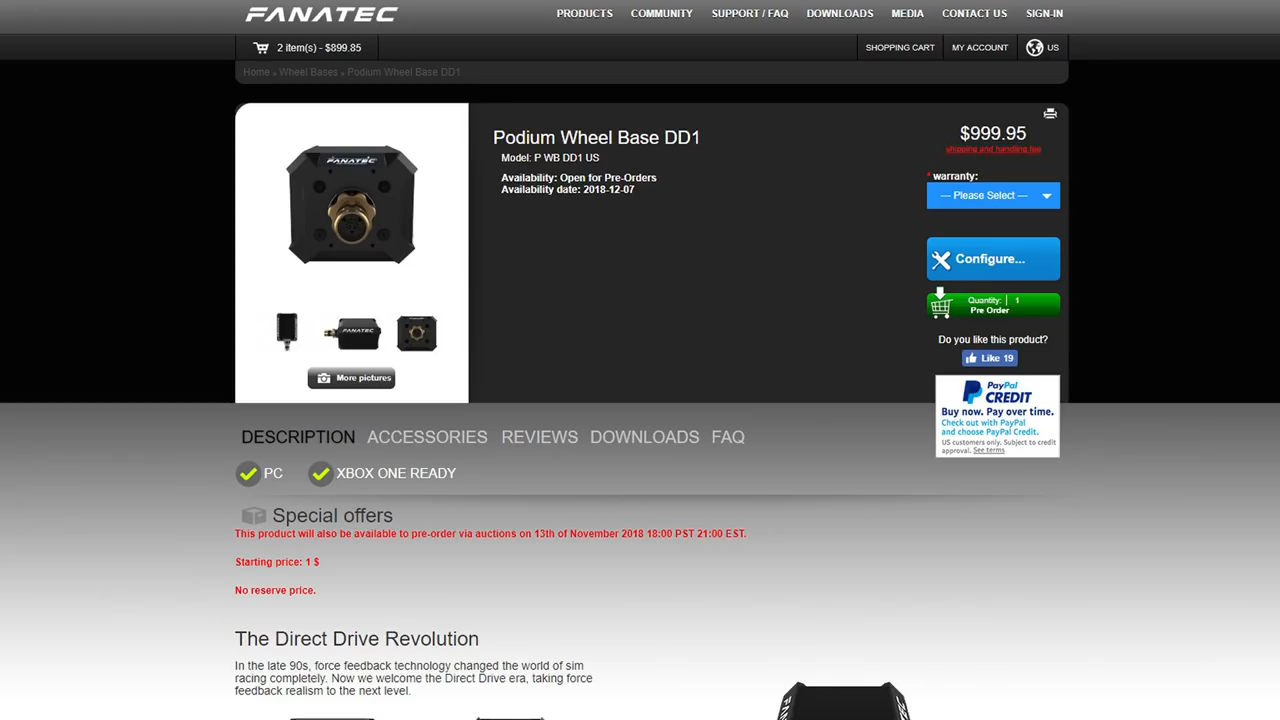 FANATEC
PRODUCTS COMMUNITY SUPPORT / FAQ DOWNLOADS MEDIA CONTACT US SIGN-IN
2 item(s) - $899.85
SHOPPING CART MY ACCOUNT US
Home » Wheel Bases » Podium Wheel Base DD1
Podium Wheel Base DD1
Model: P WB DD1 US
Availability: Open for Pre-Orders
Availability date: 2018-12-07
$999.95
shipping and handling fee
* warranty:
--- Please Select ---
Configure...
Quantity: 1
Pre Order
Do you like this product?
Like 19
PayPal
CREDIT
Buy now. Pay over time.
Check out with PayPal
and choose PayPal Credit.
US customers only. Subject to credit
approval. See terms
FANATEC
FANATEC
More pictures
DESCRIPTION ACCESSORIES REVIEWS DOWNLOADS FAQ
PC XBOX ONE READY
Special offers
This product will also be available to pre-order via auctions on 13th of November 2018 18:00 PST 21:00 EST.
Starting price: 1 $
No reserve price.
The Direct Drive Revolution
In the late 90s, force feedback technology changed the world of sim
racing completely. Now we welcome the Direct Drive era, taking force
feedback realism to the next level.